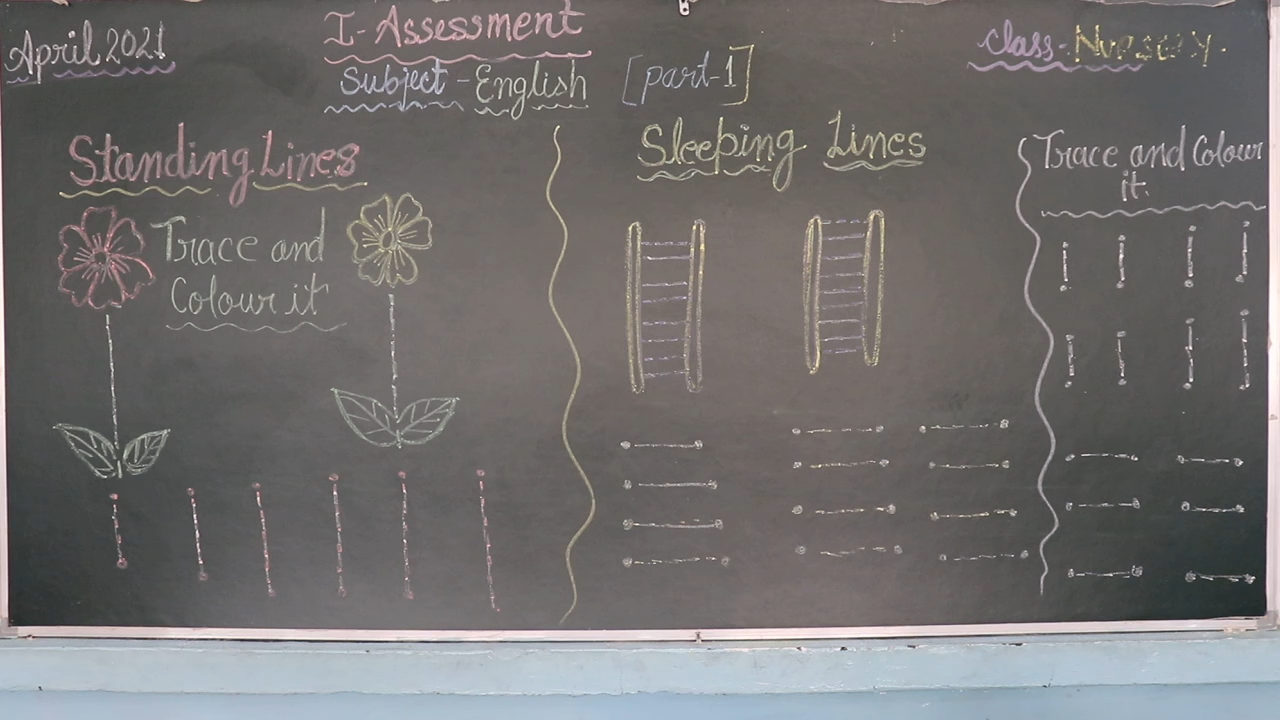 April 2021
I-Assessment
Class-Nursery.
Subject-English [part-1]
Standing Lines
Trace and
Colour it
Sleeping Lines
Trace and Colour
it.